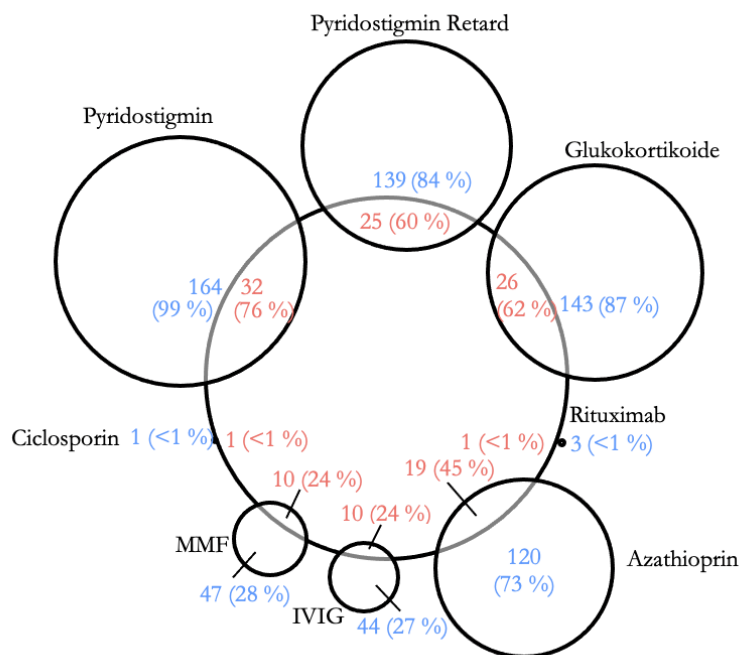 Pyridostigmin Retard
Pyridostigmin
Glukokortikoide
139 (84 %)
25 (60 %)
164
(99 %)
32
(76 %)
26
(62 %)
143 (87 %)
Ciclosporin
1 (<1 %)
1 (<1 %)
1 (<1 %)
Rituximab
3 (<1 %)
19 (45 %)
10 (24 %)
10 (24 %)
MMF
47 (28 %)
IVIG
44 (27 %)
120
(73 %)
Azathioprin